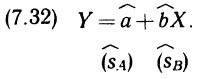 (7.32) Y = â + b̂X.
(ŝ_A) (ŝ_B)